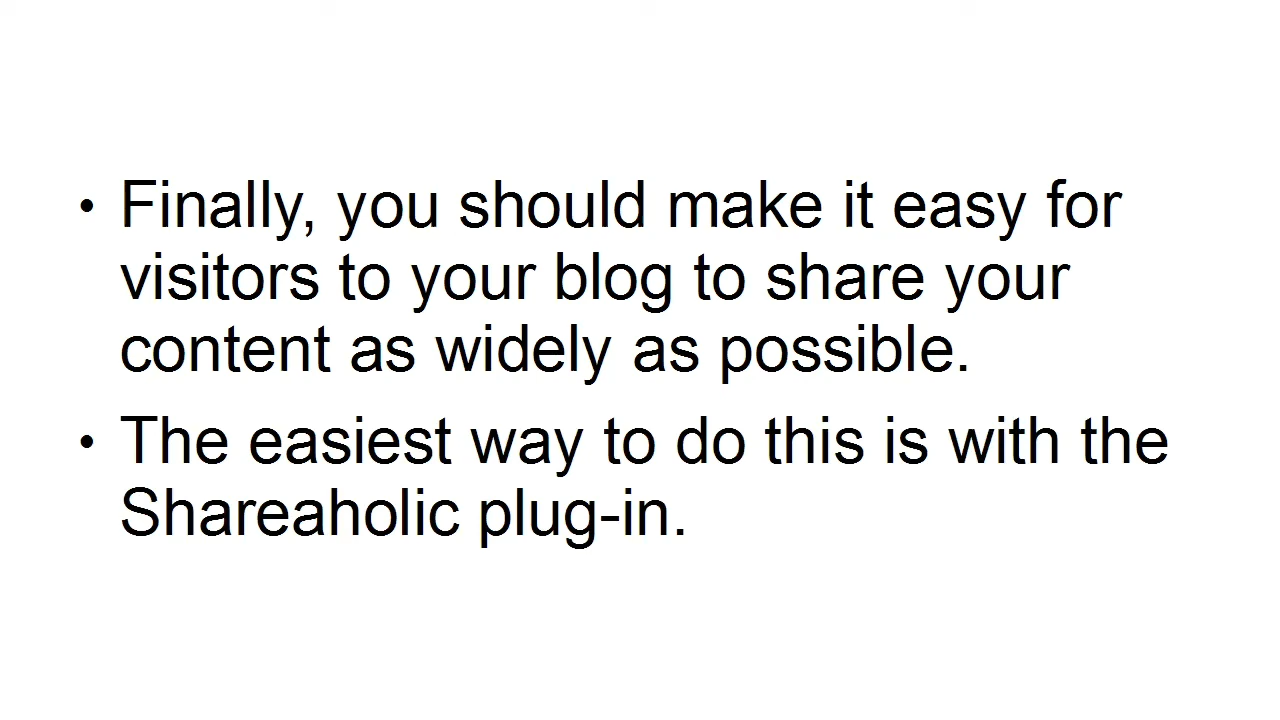 • Finally, you should make it easy for
visitors to your blog to share your
content as widely as possible.
• The easiest way to do this is with the
Shareaholic plug-in.